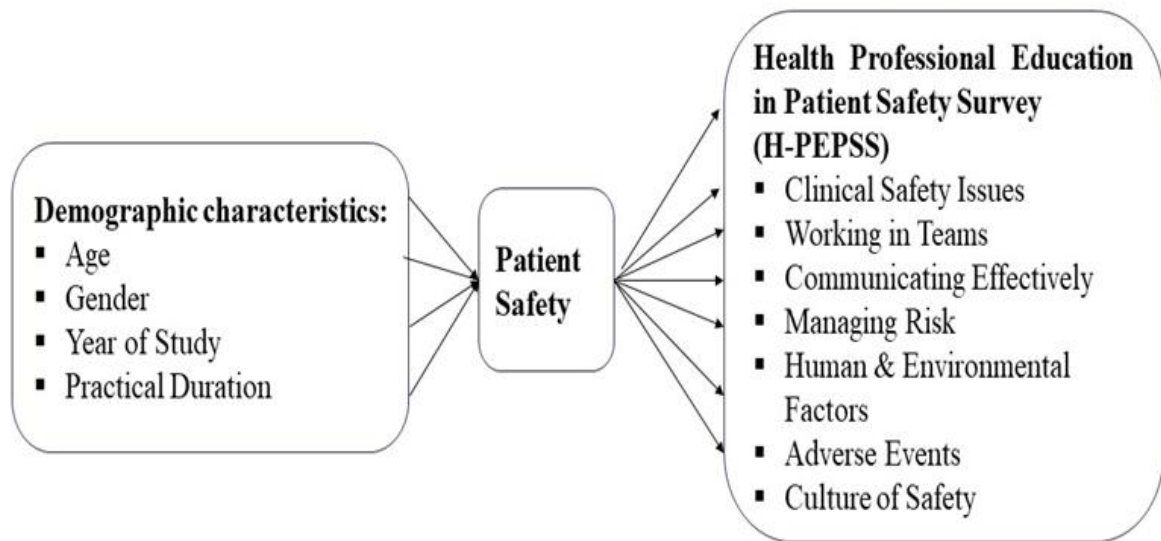 Demographic characteristics:
▪ Age
▪ Gender
▪ Year of Study
▪ Practical Duration
Patient
Safety
Health Professional Education
in Patient Safety Survey
(H-PEPSS)
▪ Clinical Safety Issues
▪ Working in Teams
▪ Communicating Effectively
▪ Managing Risk
▪ Human & Environmental
Factors
▪ Adverse Events
▪ Culture of Safety